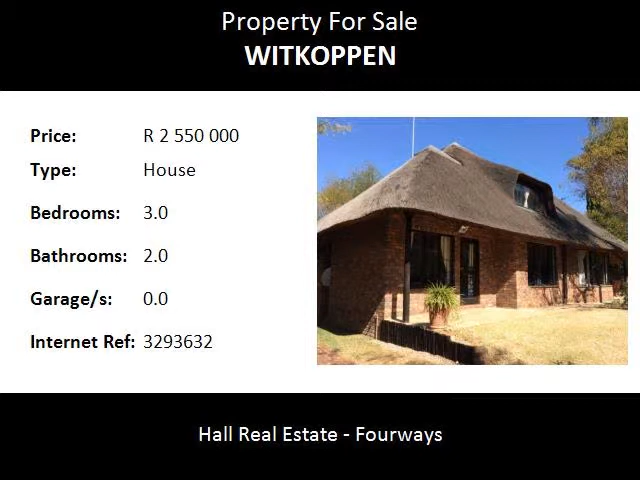 Property For Sale
WITKOPPEN
Price: R 2 550 000
Type: House
Bedrooms: 3.0
Bathrooms: 2.0
Garage/s: 0.0
Internet Ref: 3293632
Hall Real Estate - Fourways